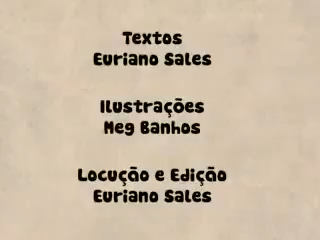 Textos
Euriano Sales
Ilustrações
Meg Banhos
Locução e Edição
Euriano Sales